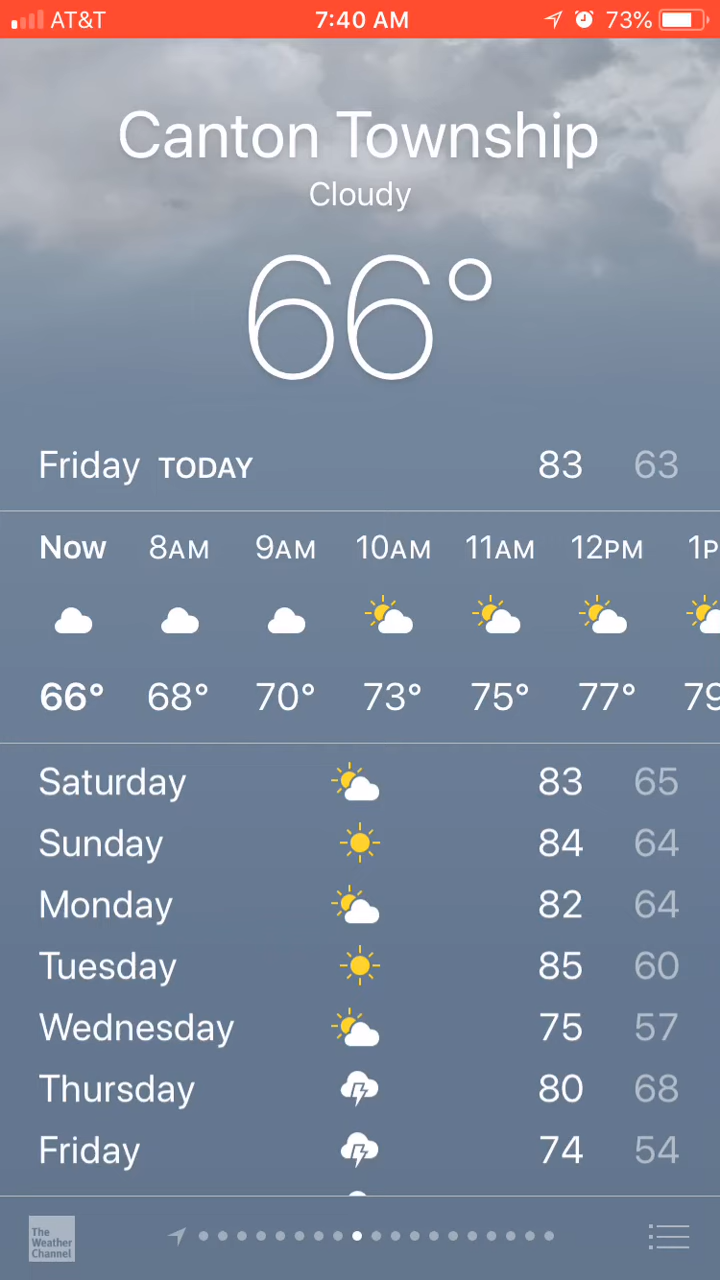 AT&T 7:40 AM 73%
Canton Township
Cloudy
66°
Friday TODAY 83 63
Now 8AM 9AM 10AM 11AM 12PM 1P
66° 68° 70° 73° 75° 77° 79
Saturday 83 65
Sunday 84 64
Monday 82 64
Tuesday 85 60
Wednesday 75 57
Thursday 80 68
Friday 74 54
The
Weather
Channel